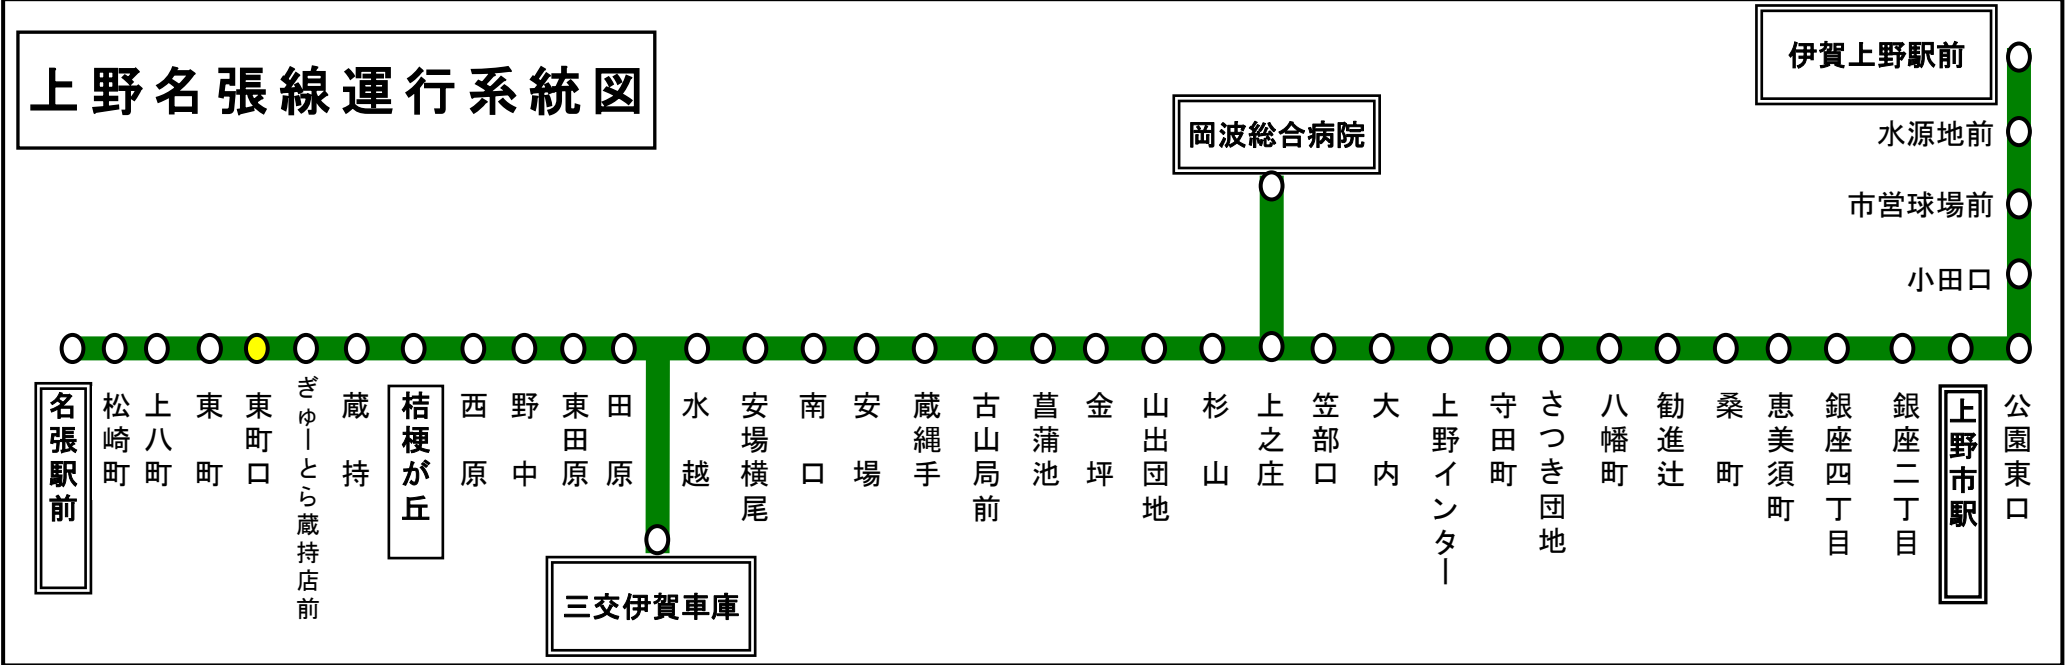 上野名張線運行系統図
伊賀上野駅前
岡波総合病院
水源地前
市営球場前
小田口
名張駅前
松崎町
上八町
東町
東町口
ぎゅーとら蔵持店前
蔵持
桔梗が丘
西原
野中
東田原
田原
水越
安場横尾
南口
安場
蔵縄手
古山局前
菖蒲池
金坪
山出団地
杉山
上之庄
笠部口
大内
上野インター
守田町
さつき団地
八幡町
勧進辻
桑町
恵美須町
銀座四丁目
銀座二丁目
上野市駅
公園東口
三交伊賀車庫